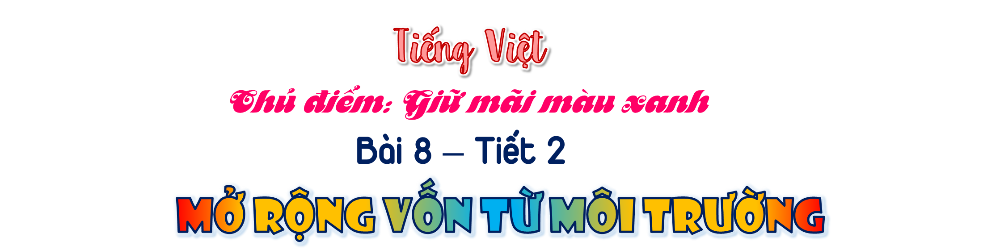 Tiếng Việt
Chủ điểm: Giữ mãi màu xanh
Bài 8 – Tiết 2
MỞ RỘNG VỐN TỪ MÔI TRƯỜNG